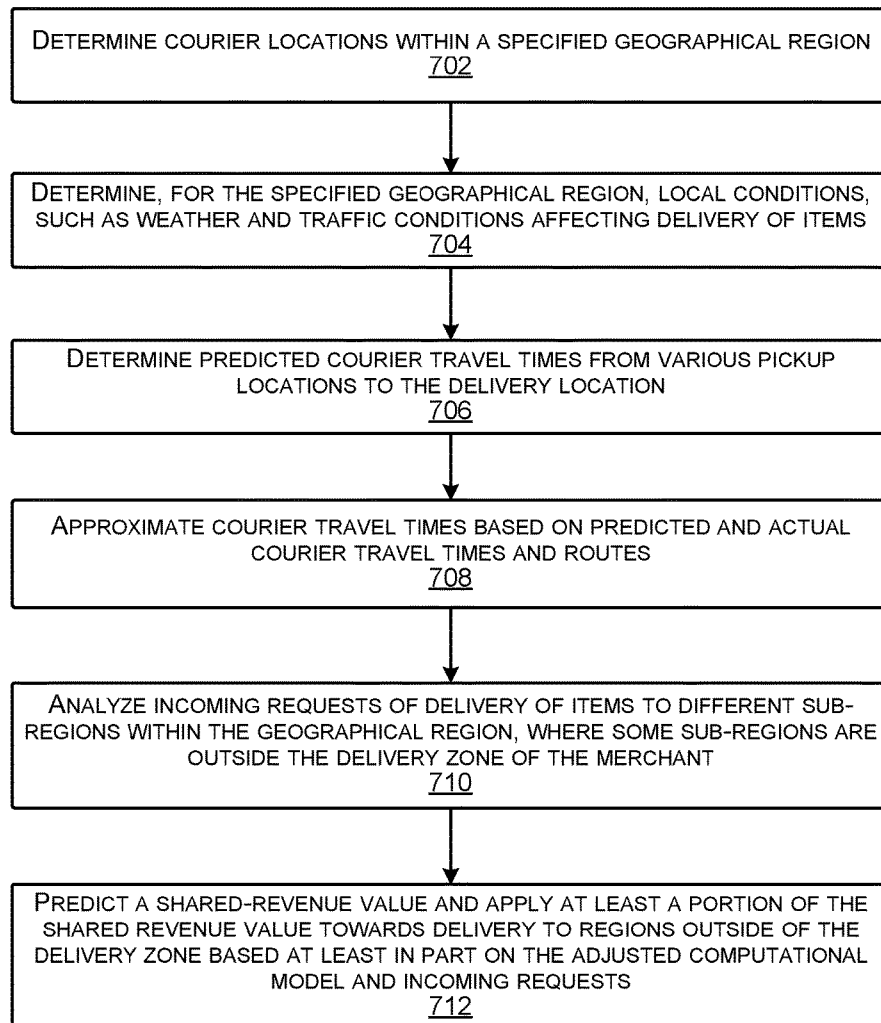 DETERMINE COURIER LOCATIONS WITHIN A SPECIFIED GEOGRAPHICAL REGION
702
DETERMINE, FOR THE SPECIFIED GEOGRAPHICAL REGION, LOCAL CONDITIONS,
SUCH AS WEATHER AND TRAFFIC CONDITIONS AFFECTING DELIVERY OF ITEMS
704
DETERMINE PREDICTED COURIER TRAVEL TIMES FROM VARIOUS PICKUP
LOCATIONS TO THE DELIVERY LOCATION
706
APPROXIMATE COURIER TRAVEL TIMES BASED ON PREDICTED AND ACTUAL
COURIER TRAVEL TIMES AND ROUTES
708
ANALYZE INCOMING REQUESTS OF DELIVERY OF ITEMS TO DIFFERENT SUB-
REGIONS WITHIN THE GEOGRAPHICAL REGION, WHERE SOME SUB-REGIONS ARE
OUTSIDE THE DELIVERY ZONE OF THE MERCHANT
710
PREDICT A SHARED-REVENUE VALUE AND APPLY AT LEAST A PORTION OF THE
SHARED REVENUE VALUE TOWARDS DELIVERY TO REGIONS OUTSIDE OF THE
DELIVERY ZONE BASED AT LEAST IN PART ON THE ADJUSTED COMPUTATIONAL
MODEL AND INCOMING REQUESTS
712